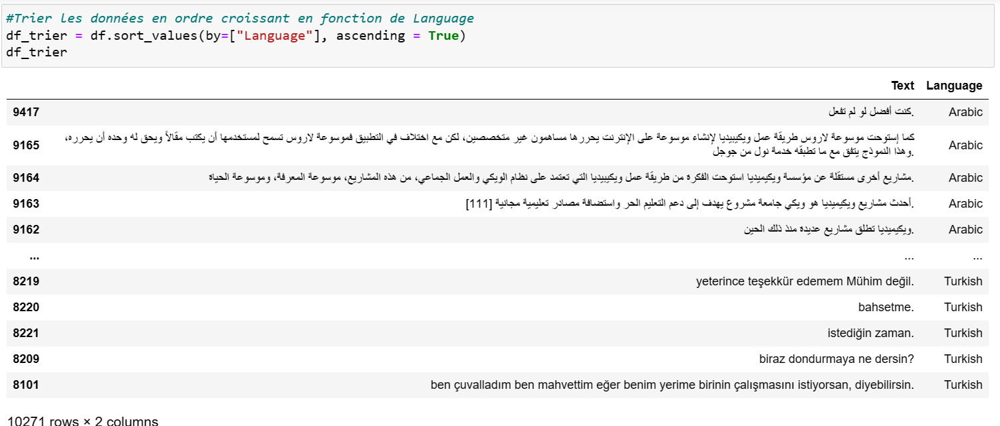 #Trier les données en ordre croissant en fonction de Language
df_trier = df.sort_values(by=["Language"], ascending = True)
df_trier
Text Language
9417 كنت أفضل لو لم تفعل. Arabic
9165 كما إستوحت موسوعة لاروس طريقة عمل ويكيبيديا لإنشاء موسوعة على الإنترنت يحررها مساهمون غير متخصصين، لكن مع اختلاف في التطبيق فموسوعة لاروس تسمح لمستخدمها أن يكتب مقالاً ويحق له وحده أن يحرره،
وهذا النموذج يتفق مع ما تطبقه خدمة نول من جوجل. Arabic
9164 مشاريع أخرى مستقلة عن مؤسسة ويكيميديا استوحت الفكرة من طريقة عمل ويكيبيديا التي تعتمد على نظام الويكي والعمل الجماعي، من هذه المشاريع، موسوعة المعرفة، وموسوعة الحياة. Arabic
9163 أحدث مشاريع ويكيميديا هو ويكي جامعة مشروع يهدف إلى دعم التعليم الحر واستضافة مصادر تعليمية مجانية [111]. Arabic
9162 ويكيميديا تطلق مشاريع عديدة منذ ذلك الحين. Arabic
... ... ...
8219 yeterince teşekkür edemem Mühim değil. Turkish
8220 bahsetme. Turkish
8221 istediğin zaman. Turkish
8209 biraz dondurmaya ne dersin? Turkish
8101 ben çuvalladım ben mahvettim eğer benim yerime birinin çalışmasını istiyorsan, diyebilirsin. Turkish
10271 rows × 2 columns